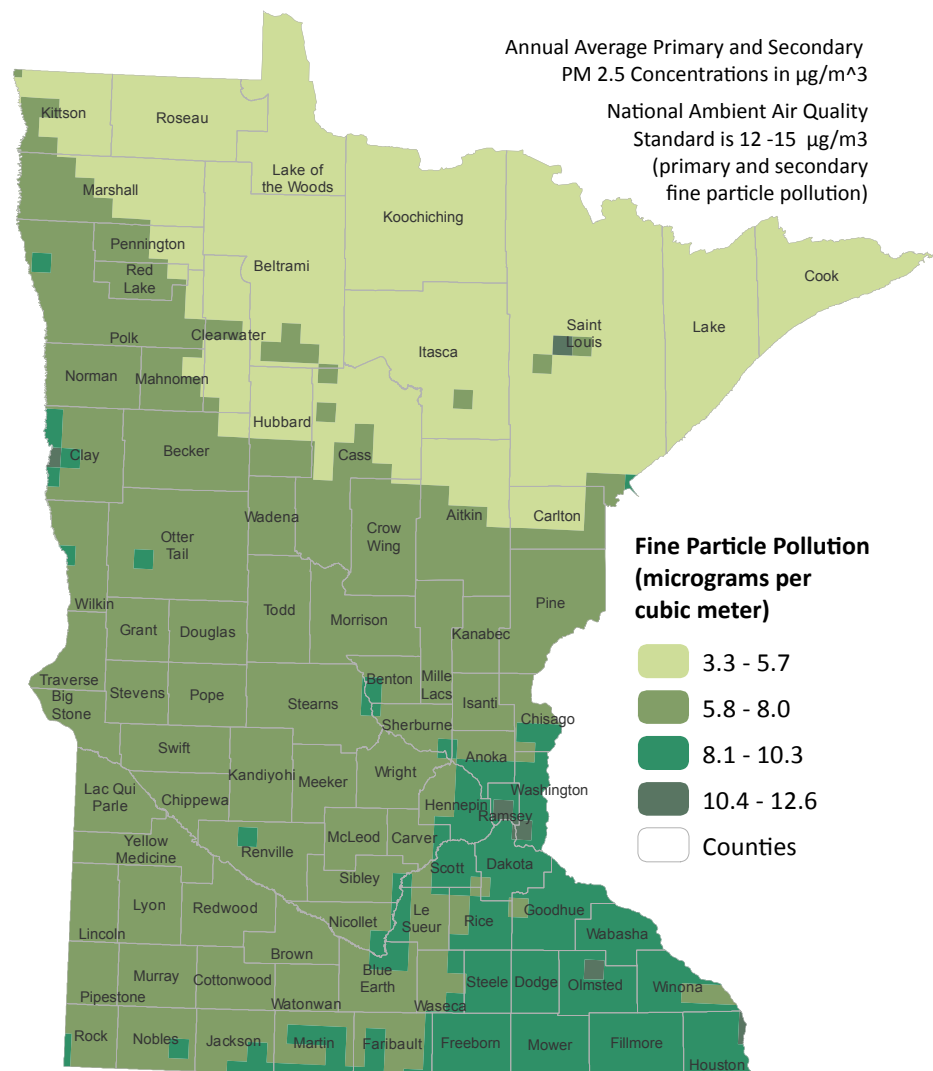 Annual Average Primary and Secondary
PM 2.5 Concentrations in µg/m^3
National Ambient Air Quality
Standard is 12 -15 µg/m3
(primary and secondary
fine particle pollution)
Kittson
Roseau
Lake of
the Woods
Marshall
Koochiching
Pennington
Beltrami
Red
Lake
Cook
Polk
Clearwater
Saint
Louis
Lake
Itasca
Norman
Mahnomen
Hubbard
Clay
Becker
Cass
Wadena
Aitkin
Carlton
Otter
Tail
Crow
Wing
Wilkin
Grant
Douglas
Todd
Morrison
Kanabec
Pine
Traverse
Big
Stone
Stevens
Pope
Stearns
Benton
Mille
Lacs
Isanti
Sherburne
Chisago
Swift
Kandiyohi
Meeker
Wright
Anoka
Lac Qui
Parle
Chippewa
Hennepin
Washington
Ramsey
Yellow
Medicine
Renville
McLeod
Carver
Scott
Dakota
Sibley
Lyon
Redwood
Nicollet
Le
Sueur
Rice
Goodhue
Wabasha
Lincoln
Brown
Murray
Cottonwood
Blue
Earth
Steele
Dodge
Olmsted
Winona
Pipestone
Watonwan
Waseca
Rock
Nobles
Jackson
Martin
Faribault
Freeborn
Mower
Fillmore
Houston
Fine Particle Pollution
(micrograms per
cubic meter)
3.3 - 5.7
5.8 - 8.0
8.1 - 10.3
10.4 - 12.6
Counties